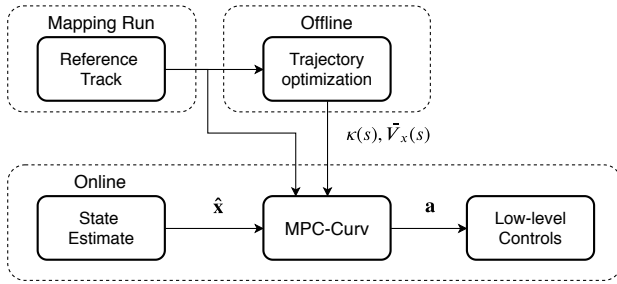 Mapping Run
Offline
Reference
Track
Trajectory
optimization
κ(s), V̄ₓ(s)
Online
State
Estimate
x̂
MPC-Curv
a
Low-level
Controls